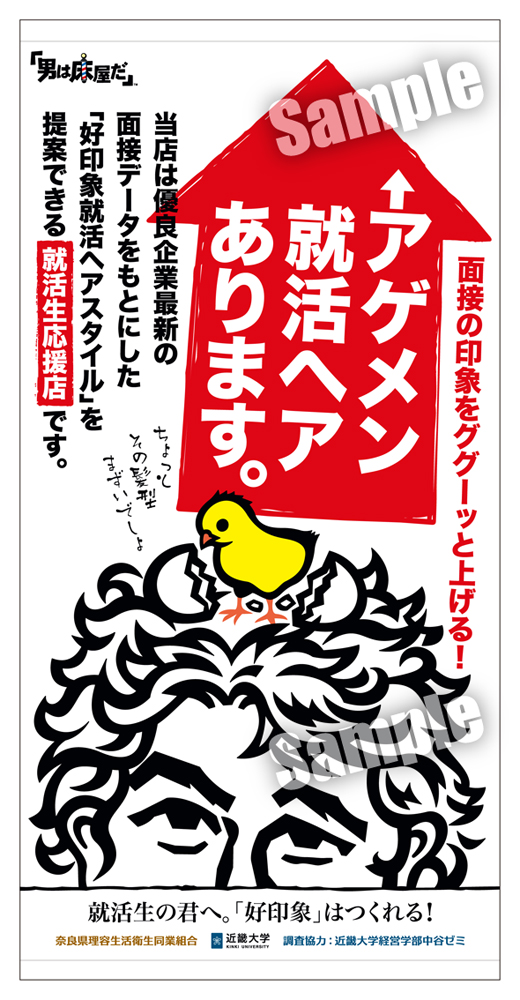 「男は床屋だ」™
Sample
面接の印象をググーッと上げる！
↑アゲメン
就活ヘア
あります。
当店は優良企業最新の
面接データをもとにした
「好印象就活ヘアスタイル」を
提案できる就活生応援店です。
ちょっと
その髪型
まずいでしょ
Sample
就活生の君へ。「好印象」はつくれる！
奈良県理容生活衛生同業組合 近畿大学 調査協力：近畿大学経営学部中谷ゼミ
KINKI UNIVERSITY